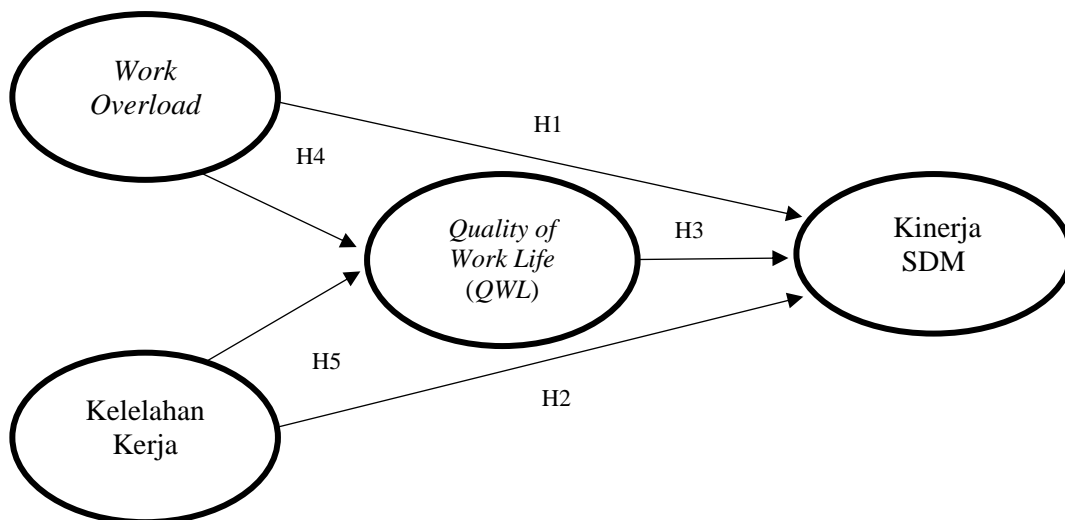 Work
Overload
H1
H4
Quality of
Work Life
(QWL)
H3
Kinerja
SDM
H5
H2
Kelelahan
Kerja